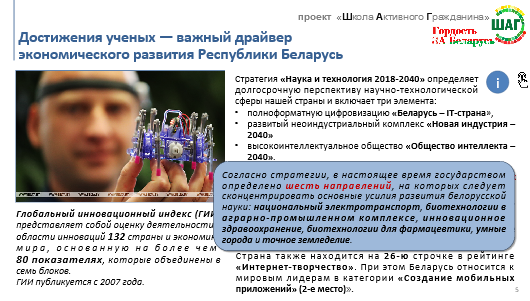 проект «Школа Активного Гражданина»
ШАГ
Гордость
ЗА Беларусь
Достижения ученых — важный драйвер
экономического развития Республики Беларусь
Стратегия «Наука и технология 2018-2040» определяет
долгосрочную перспективу научно-технологической
сферы нашей страны и включает три элемента:
• полноформатную цифровизацию «Беларусь – IT-страна»,
• развитый неоиндустриальный комплекс «Новая индустрия –
2040»
• высокоинтеллектуальное общество «Общество интеллекта –
2040».
i
Согласно стратегии, в настоящее время государством
определено шесть направлений, на которых следует
сконцентрировать основные усилия развития белорусской
науки: национальный электротранспорт, биотехнологии в
аграрно-промышленном комплексе, инновационное
здравоохранение, биотехнологии для фармацевтики, умные
города и точное земледелие.
Глобальный инновационный индекс (ГИИ
представляет собой оценку деятельности
области инноваций 132 страны и экономик
мира, основанную на более чем
80 показателях, которые объединены в
семь блоков.
ГИИ публикуется с 2007 года.
Страна также находится на 26-ю строчке в рейтинге
«Интернет-творчество». При этом Беларусь относится к
мировым лидерам в категории «Создание мобильных
приложений» (2-е место)».
5